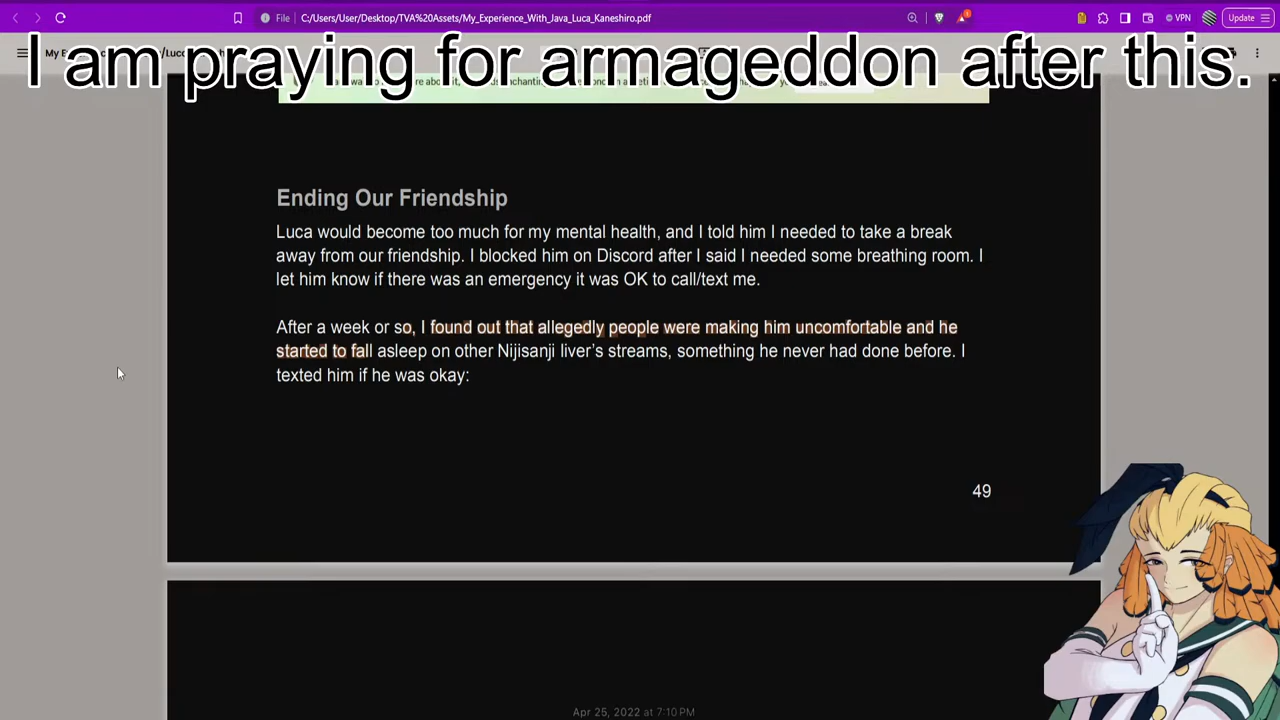 C:/Users/User/Desktop/TVA%20Assets/My_Experience_With_Java_Luca_Kaneshiro.pdf
VPN
Update
I am praying for armageddon after this.
Ending Our Friendship
Luca would become too much for my mental health, and I told him I needed to take a break
away from our friendship. I blocked him on Discord after I said I needed some breathing room. I
let him know if there was an emergency it was OK to call/text me.
After a week or so, I found out that allegedly people were making him uncomfortable and he
started to fall asleep on other Nijisanji liver's streams, something he never had done before. I
texted him if he was okay:
49
Apr 25, 2022 at 7:10 PM